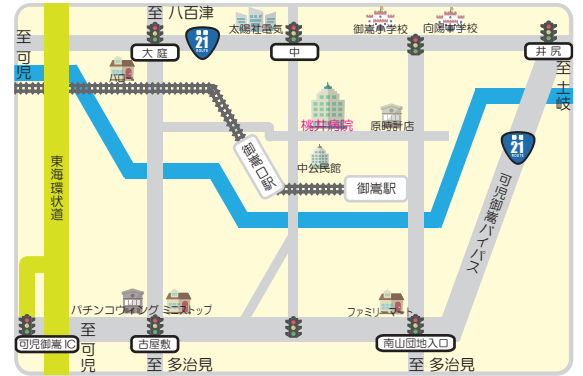 至 八百津
太陽社電気
御嵩小学校
向陽中学校
至 可児
大庭
21
ROUTE
中
井尻
至 土岐
桃井病院
原時計店
御嵩口駅
中公民館
御嵩駅
21
ROUTE
東海環状道
可児御嵩バイパス
パチンコウィング
ミニストップ
ファミリーマート
可児御嵩IC
至 可児
古屋敷
南山団地入口
至 多治見
至 多治見